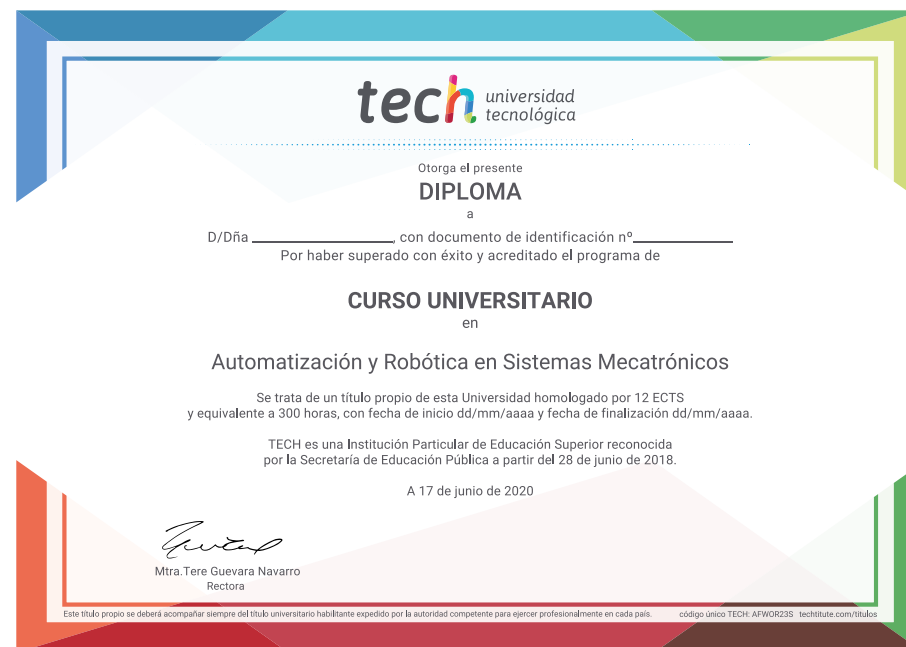 tech universidad
tecnológica
Otorga el presente
DIPLOMA
a
D/Dña ____________________, con documento de identificación nº______________
Por haber superado con éxito y acreditado el programa de
CURSO UNIVERSITARIO
en
Automatización y Robótica en Sistemas Mecatrónicos
Se trata de un título propio de esta Universidad homologado por 12 ECTS
y equivalente a 300 horas, con fecha de inicio dd/mm/aaaa y fecha de finalización dd/mm/aaaa.
TECH es una Institución Particular de Educación Superior reconocida
por la Secretaría de Educación Pública a partir del 28 de junio de 2018.
A 17 de junio de 2020
Mtra.Tere Guevara Navarro
Rectora
Este título propio se deberá acompañar siempre del título universitario habilitante expedido por la autoridad competente para ejercer profesionalmente en cada país. código único TECH: AFWOR23S techtitute.com/titulos